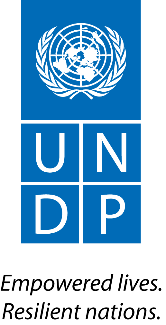 U N
D P
Empowered lives.
Resilient nations.